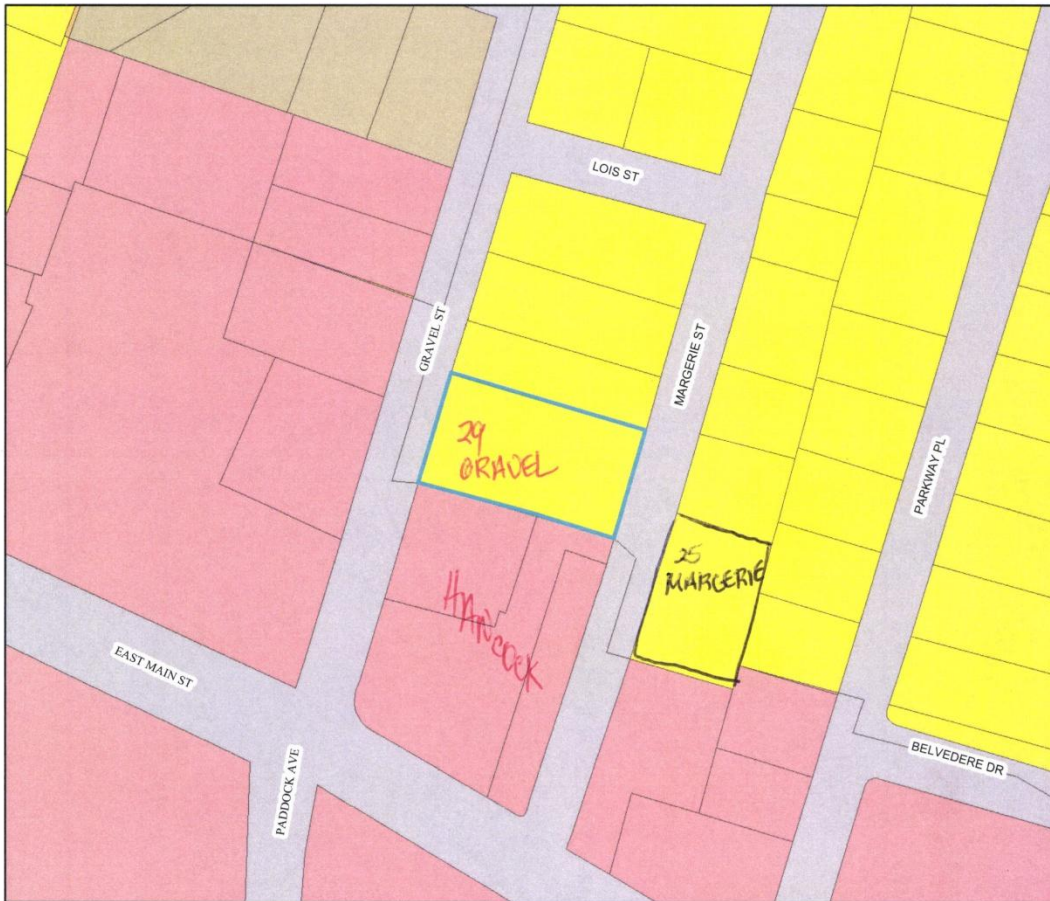 LOIS ST
GRAVEL ST
MARGERIE ST
29
GRAVEL
PARKWAY PL
25
MARGERIE
HANCOCK
EAST MAIN ST
PADDOCK AVE
BELVEDERE DR